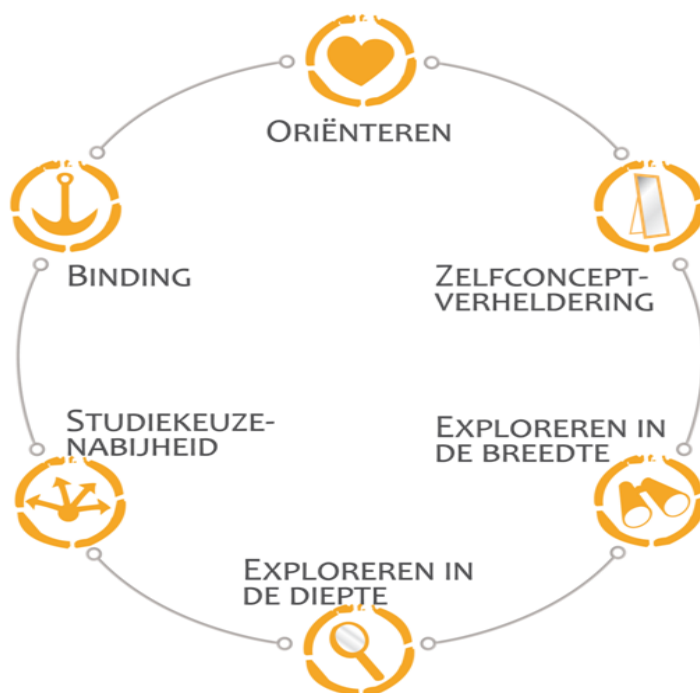 ORIËNTEREN
BINDING
ZELFCONCEPT-
VERHELDERING
STUDIEKEUZE-
NABIJHEID
EXPLOREREN IN
DE BREEDTE
EXPLOREREN IN
DE DIEPTE